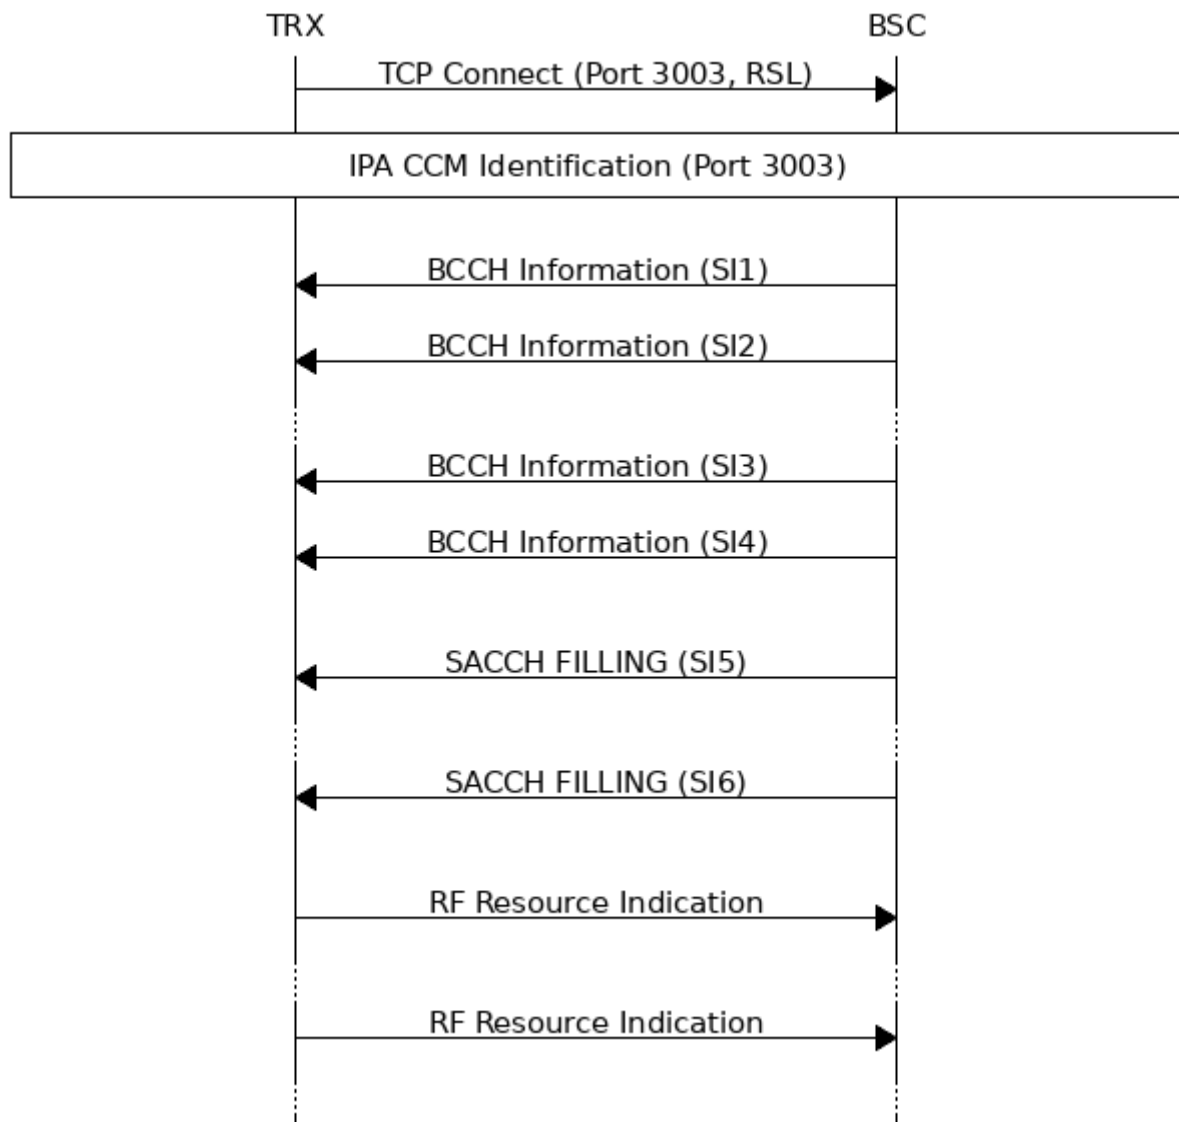 TRX BSC
TCP Connect (Port 3003, RSL)
IPA CCM Identification (Port 3003)
BCCH Information (SI1)
BCCH Information (SI2)
BCCH Information (SI3)
BCCH Information (SI4)
SACCH FILLING (SI5)
SACCH FILLING (SI6)
RF Resource Indication
RF Resource Indication